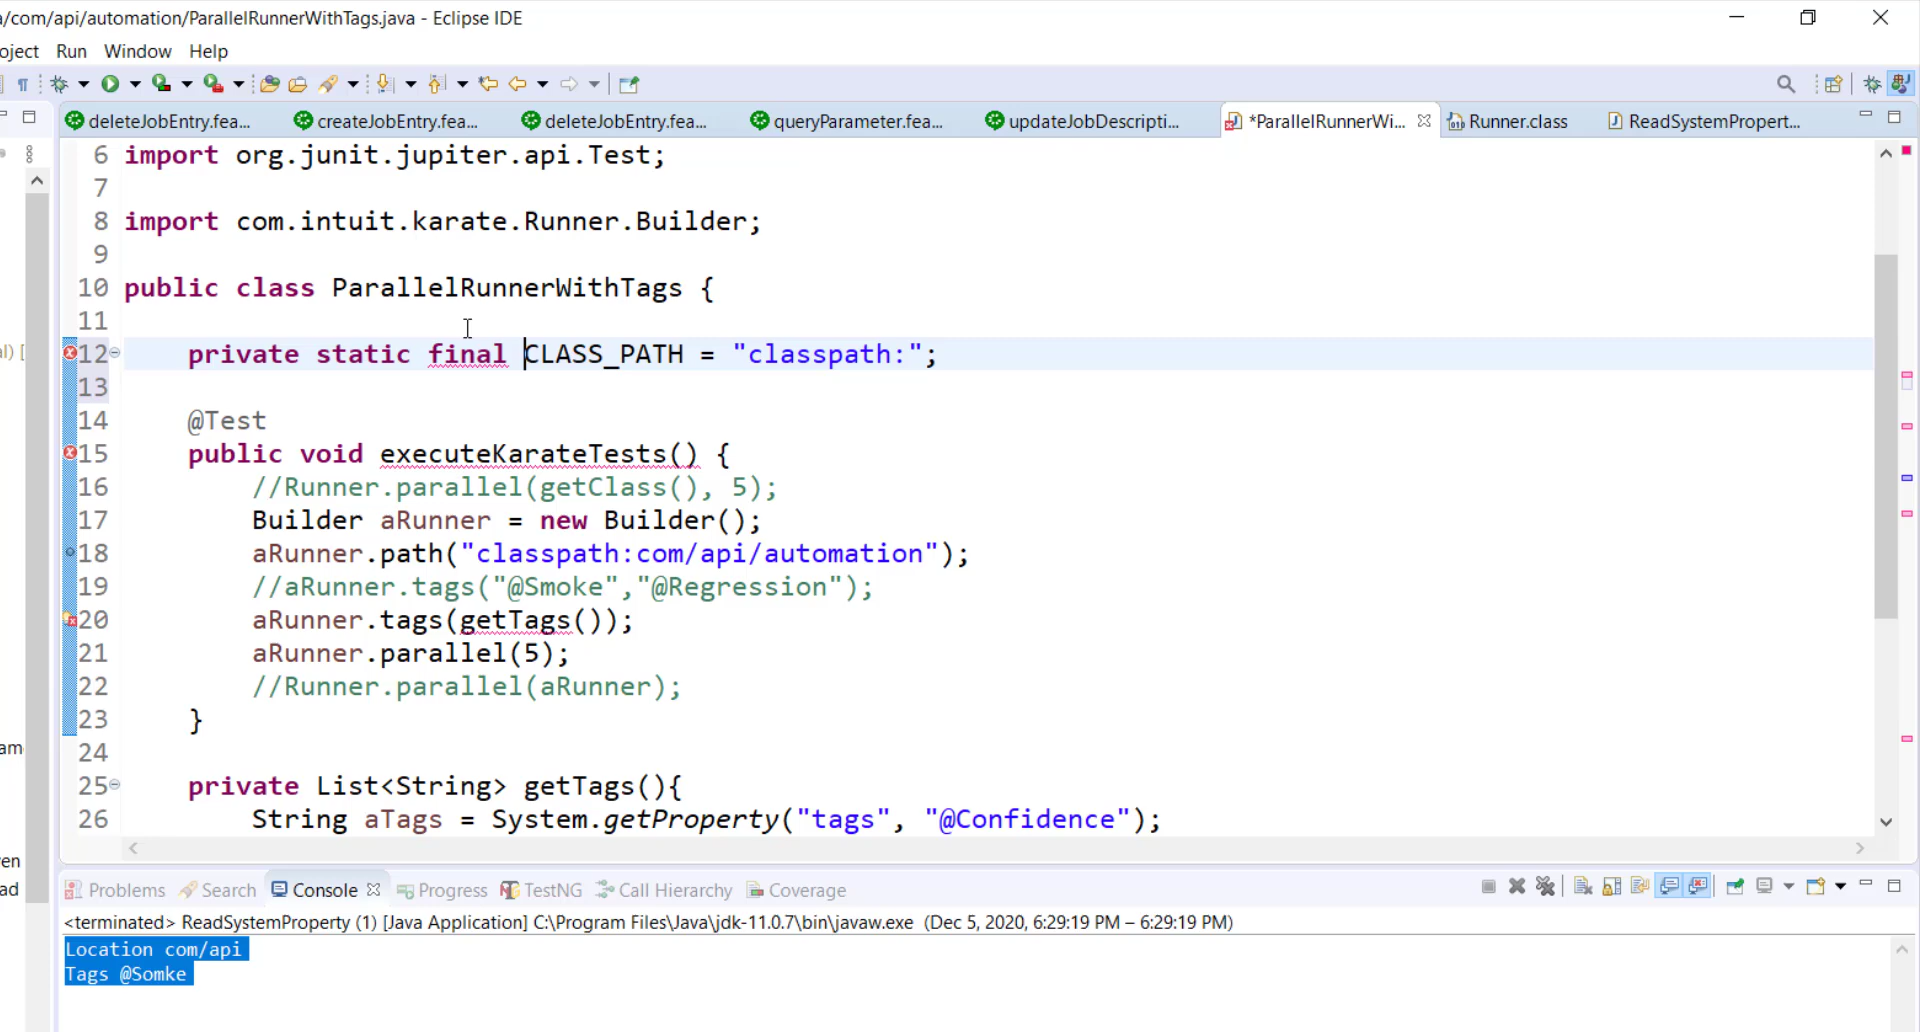 a/com/api/automation/ParallelRunnerWithTags.java - Eclipse IDE
oject Run Window Help
deleteJobEntry.fea... createJobEntry.fea... deleteJobEntry.fea... queryParameter.fea... updateJobDescripti... *ParallelRunnerWi... Runner.class ReadSystemPropert...
6 import org.junit.jupiter.api.Test;
7
8 import com.intuit.karate.Runner.Builder;
9
10 public class ParallelRunnerWithTags {
11
12 private static final CLASS_PATH = "classpath:";
13
14 @Test
15 public void executeKarateTests() {
16 //Runner.parallel(getClass(), 5);
17 Builder aRunner = new Builder();
18 aRunner.path("classpath:com/api/automation");
19 //aRunner.tags("@Smoke","@Regression");
20 aRunner.tags(getTags());
21 aRunner.parallel(5);
22 //Runner.parallel(aRunner);
23 }
24
25 private List<String> getTags(){
26 String aTags = System.getProperty("tags", "@Confidence");
al) [
am
en
ad
Problems Search Console Progress TestNG Call Hierarchy Coverage
<terminated> ReadSystemProperty (1) [Java Application] C:\Program Files\Java\jdk-11.0.7\bin\javaw.exe (Dec 5, 2020, 6:29:19 PM – 6:29:19 PM)
Location com/api
Tags @Somke